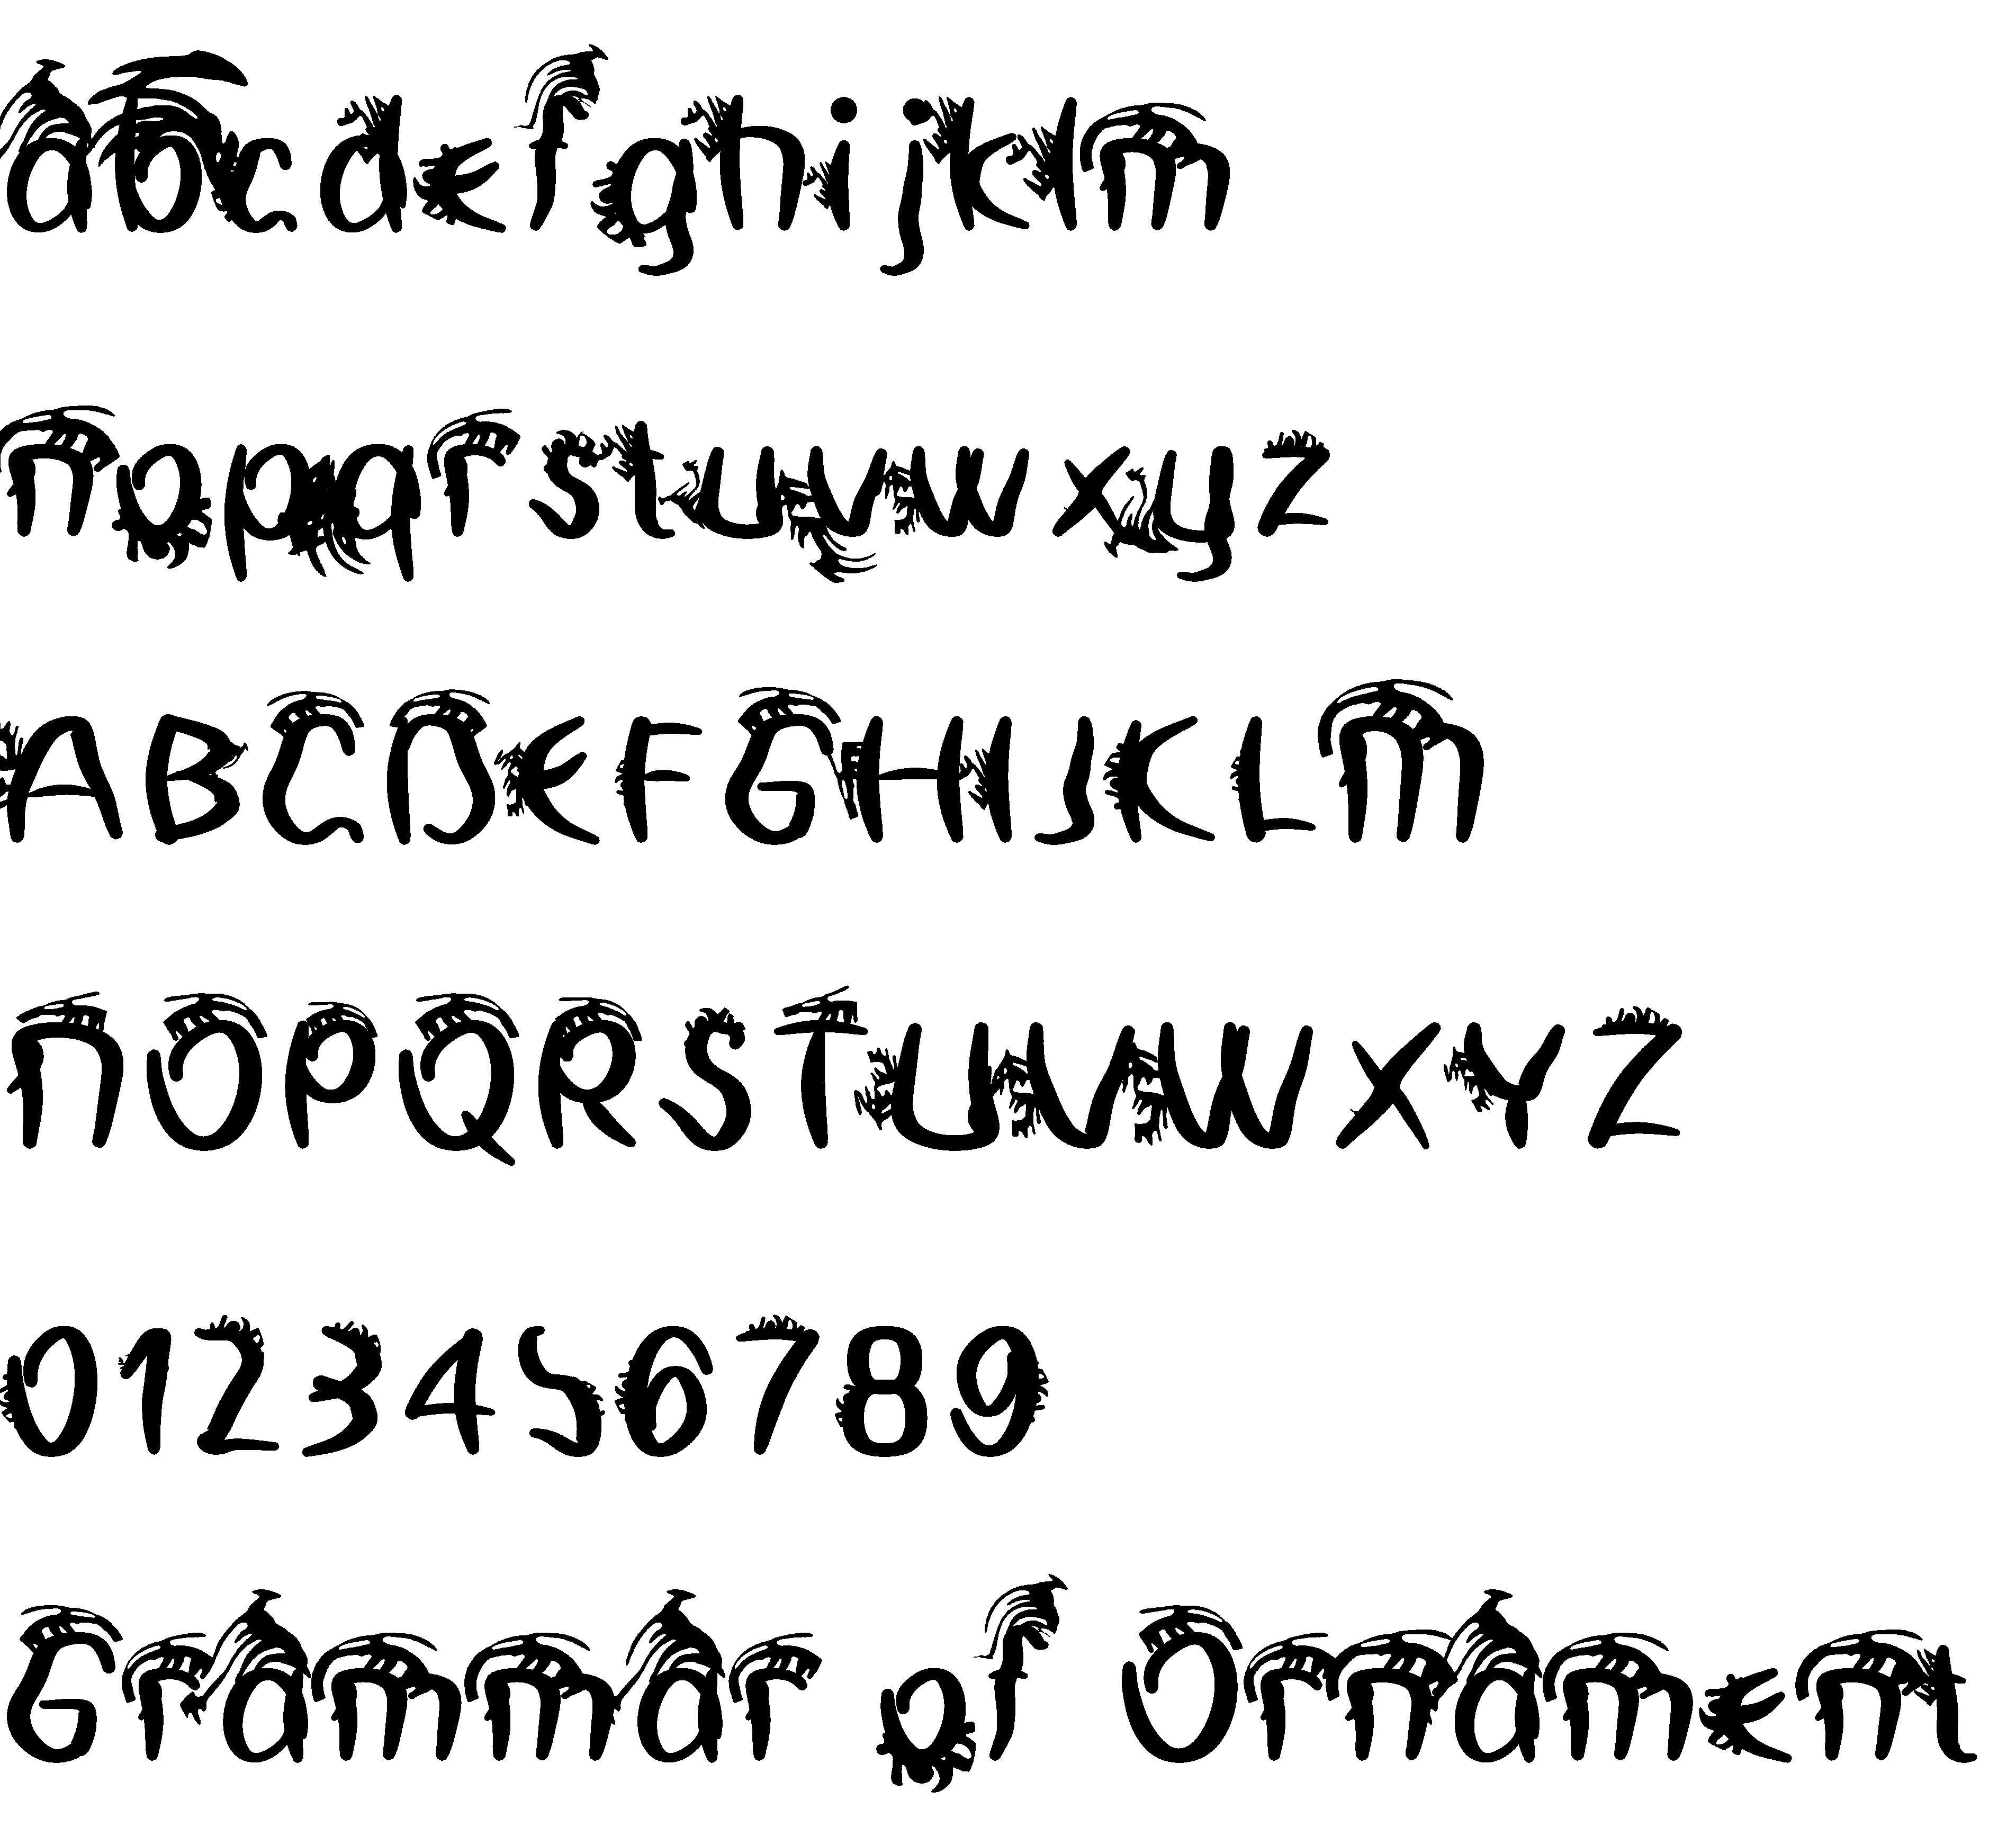 abcdefghijklm
nopqrstuvwxyz
ABCDEFGHIJKLM
NOPQRSTUVWXYZ
0123456789
Grammar of Ornament